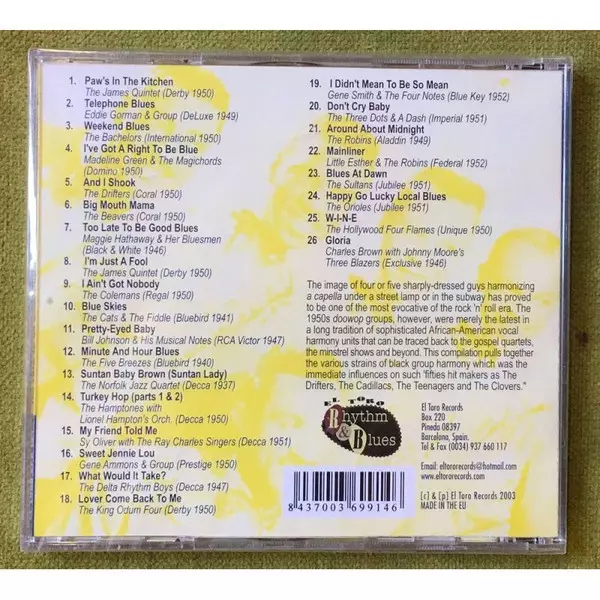 1. Paw's In The Kitchen
The James Quintet (Derby 1950)
2. Telephone Blues
Eddie Gorman & Group (DeLuxe 1949)
3. Weekend Blues
The Bachelors (International 1950)
4. I've Got A Right To Be Blue
Madeline Green & The Magichords
(Domino 1950)
5. And I Shook
The Drifters (Coral 1950)
6. Big Mouth Mama
The Beavers (Coral 1950)
7. Too Late To Be Good Blues
Maggie Hathaway & Her Bluesmen
(Black & White 1946)
8. I'm Just A Fool
The James Quintet (Derby 1950)
9. I Ain't Got Nobody
The Colemans (Regal 1950)
10. Blue Skies
The Cats & The Fiddle (Bluebird 1941)
11. Pretty-Eyed Baby
Bill Johnson & His Musical Notes (RCA Victor 1947)
12. Minute And Hour Blues
The Five Breezes (Bluebird 1940)
13. Suntan Baby Brown (Suntan Lady)
The Norfolk Jazz Quartet (Decca 1937)
14. Turkey Hop (parts 1 & 2)
The Hamptones with
Lionel Hampton's Orch. (Decca 1950)
15. My Friend Told Me
Sy Oliver with The Ray Charles Singers (Decca 1951)
16. Sweet Jennie Lou
Gene Ammons & Group (Prestige 1950)
17. What Would It Take?
The Delta Rhythm Boys (Decca 1947)
18. Lover Come Back To Me
The King Odum Four (Derby 1950)
19. I Didn't Mean To Be So Mean
Gene Smith & The Four Notes (Blue Key 1952)
20. Don't Cry Baby
The Three Dots & A Dash (Imperial 1951)
21. Around About Midnight
The Robins (Aladdin 1949)
22. Mainliner
Little Esther & The Robins (Federal 1952)
23. Blues At Dawn
The Sultans (Jubilee 1951)
24. Happy Go Lucky Local Blues
The Orioles (Jubilee 1951)
25. W-I-N-E
The Hollywood Four Flames (Unique 1950)
26 Gloria
Charles Brown with Johnny Moore's
Three Blazers (Exclusive 1946)
The image of four or five sharply-dressed guys harmonizing
a capella under a street lamp or in the subway has proved
to be one of the most evocative of the rock 'n' roll era. The
1950s doowop groups, however, were merely the latest in
a long tradition of sophisticated African-American vocal
harmony units that can be traced back to the gospel quartets,
the minstrel shows and beyond. This compilation pulls together
the various strains of black group harmony which was the
immediate influences on such 'fifties hit makers as The
Drifters, The Cadillacs, The Teenagers and The Clovers."
EL TORO
Rhythm
& Blues
El Toro Records
Box 220
Pineda 08397
Barcelona, Spain.
Tel & Fax (0034) 937 660 117
Email: eltororecords@hotmail.com
www.eltororecords.com
[c] & [p] El Toro Records 2003
MADE IN THE EU
8 437003 699146